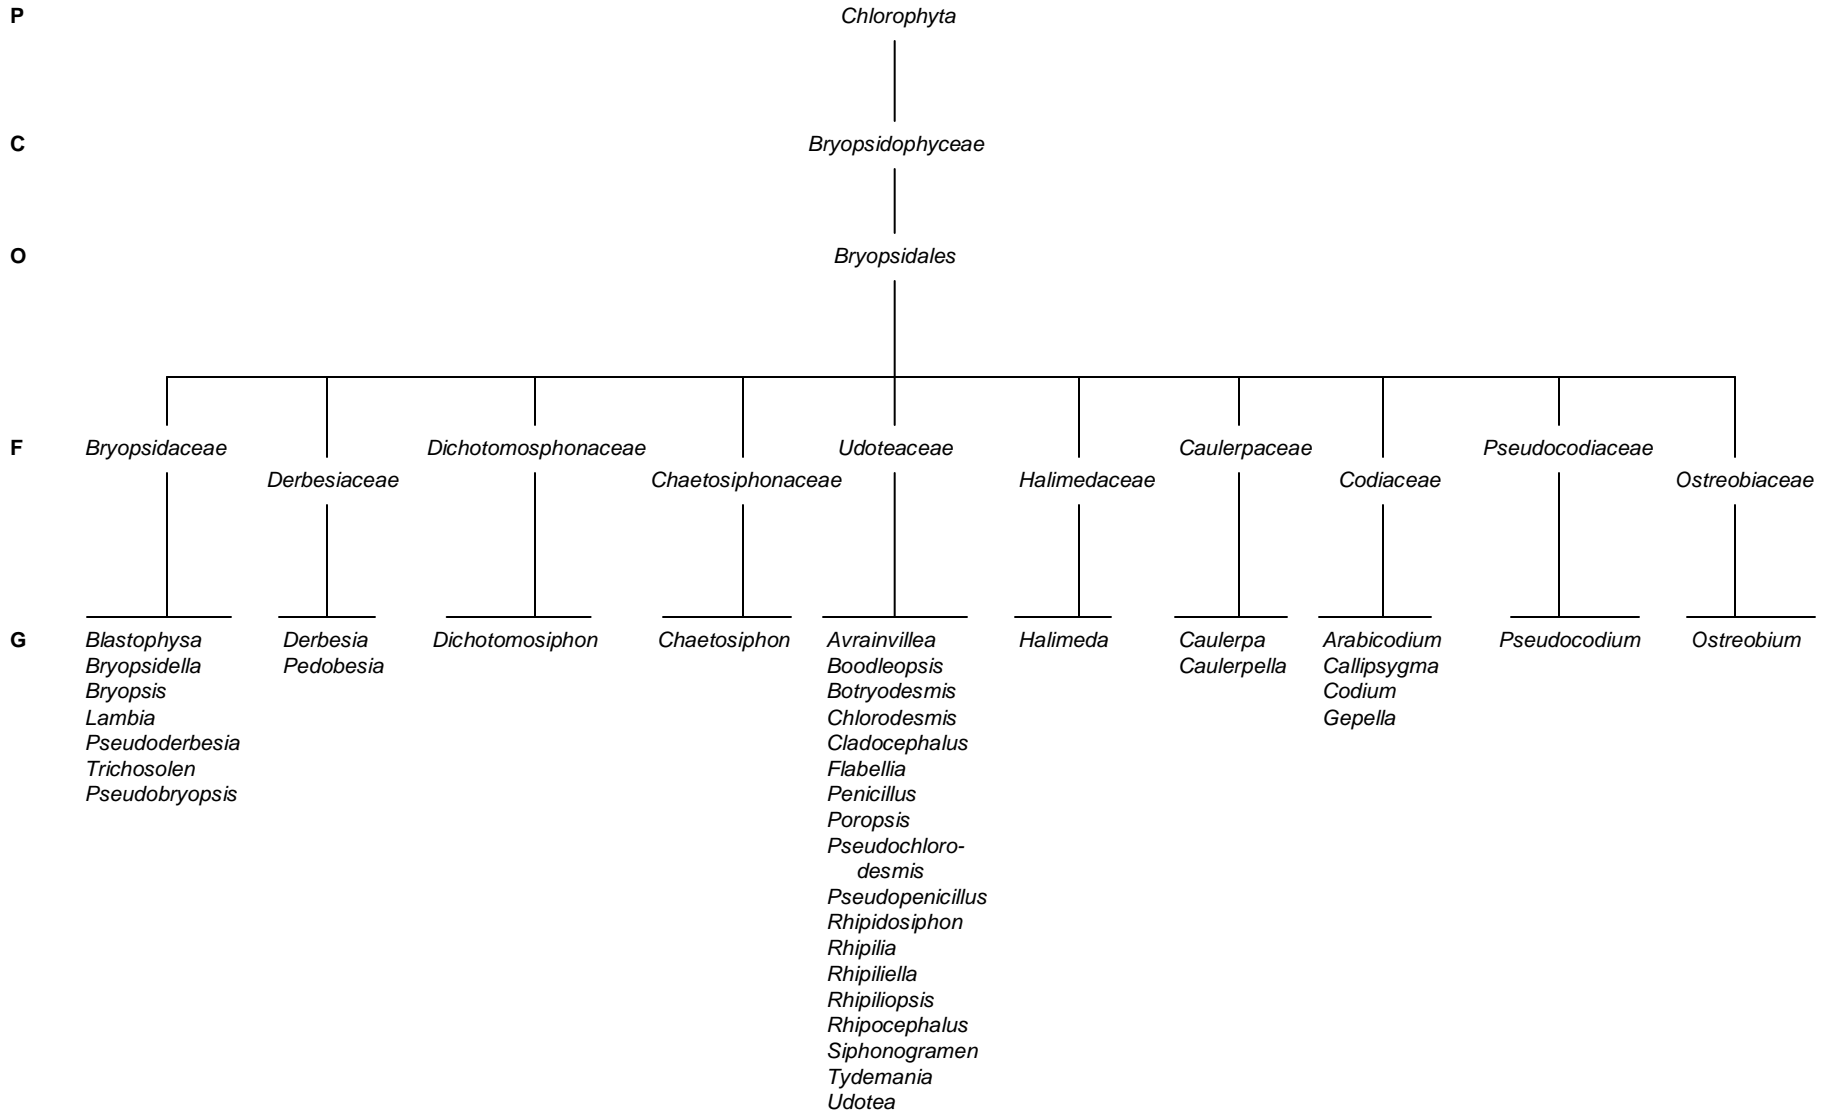 P Chlorophyta
C Bryopsidophyceae
O Bryopsidales
F Bryopsidaceae Dichotomosphonaceae Udoteaceae Caulerpaceae Pseudocodiaceae
Derbesiaceae Chaetosiphonaceae Halimedaceae Codiaceae Ostreobiaceae
G Blastophysa Derbesia Dichotomosiphon Chaetosiphon Avrainvillea Halimeda Caulerpa Arabicodium Pseudocodium Ostreobium
Bryopsidella Pedobesia Boodleopsis Caulerpella Callipsygma
Bryopsis Botryodesmis Codium
Lambia Chlorodesmis Gepella
Pseudoderbesia Cladocephalus
Trichosolen Flabellia
Pseudobryopsis Penicillus
Poropsis
Pseudochloro-
desmis
Pseudopenicillus
Rhipidosiphon
Rhipilia
Rhipiliella
Rhipiliopsis
Rhipocephalus
Siphonogramen
Tydemania
Udotea